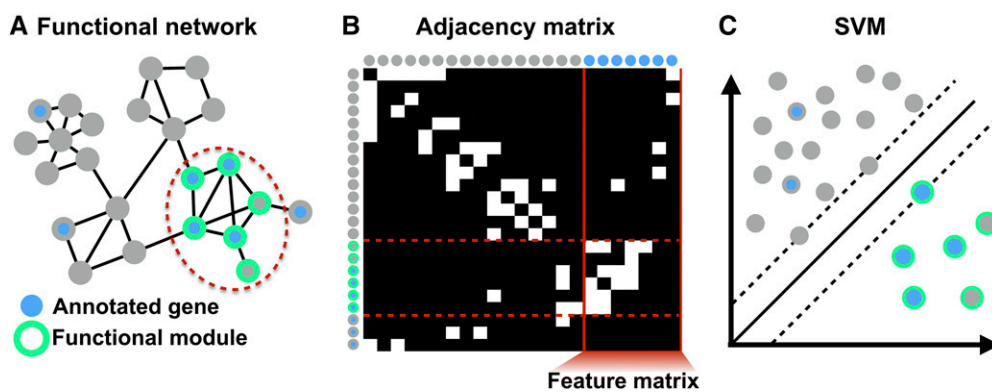 A Functional network
Annotated gene
Functional module
B Adjacency matrix
Feature matrix
C SVM